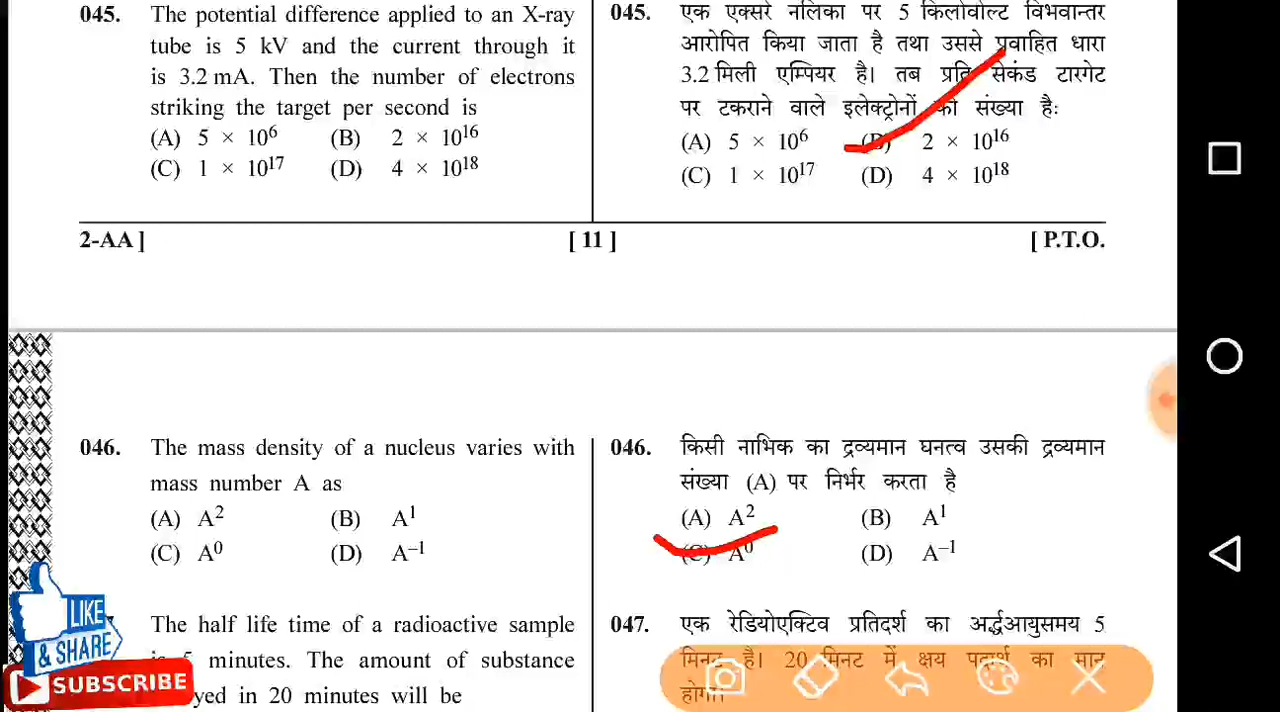 045. The potential difference applied to an X-ray
tube is 5 kV and the current through it
is 3.2 mA. Then the number of electrons
striking the target per second is
(A) 5 × 10⁶ (B) 2 × 10¹⁶
(C) 1 × 10¹⁷ (D) 4 × 10¹⁸
045. एक एक्सरे नलिका पर 5 किलोवोल्ट विभवान्तर
आरोपित किया जाता है तथा उससे प्रवाहित धारा
3.2 मिली एम्पियर है। तब प्रति सेकंड टारगेट
पर टकराने वाले इलेक्ट्रोनों की संख्या है:
(A) 5 × 10⁶ (B) 2 × 10¹⁶
(C) 1 × 10¹⁷ (D) 4 × 10¹⁸
2-AA ] [ 11 ] [ P.T.O.
046. The mass density of a nucleus varies with
mass number A as
(A) A² (B) A¹
(C) A⁰ (D) A⁻¹
046. किसी नाभिक का द्रव्यमान घनत्व उसकी द्रव्यमान
संख्या (A) पर निर्भर करता है
(A) A² (B) A¹
(C) A⁰ (D) A⁻¹
The half life time of a radioactive sample
5 minutes. The amount of substance
yed in 20 minutes will be
047. एक रेडियोएक्टिव प्रतिदर्श का अर्द्धआयुसमय 5
मिनट है। 20 मिनट में क्षय पदार्थ का मान
होगा।
LIKE
& SHARE
SUBSCRIBE